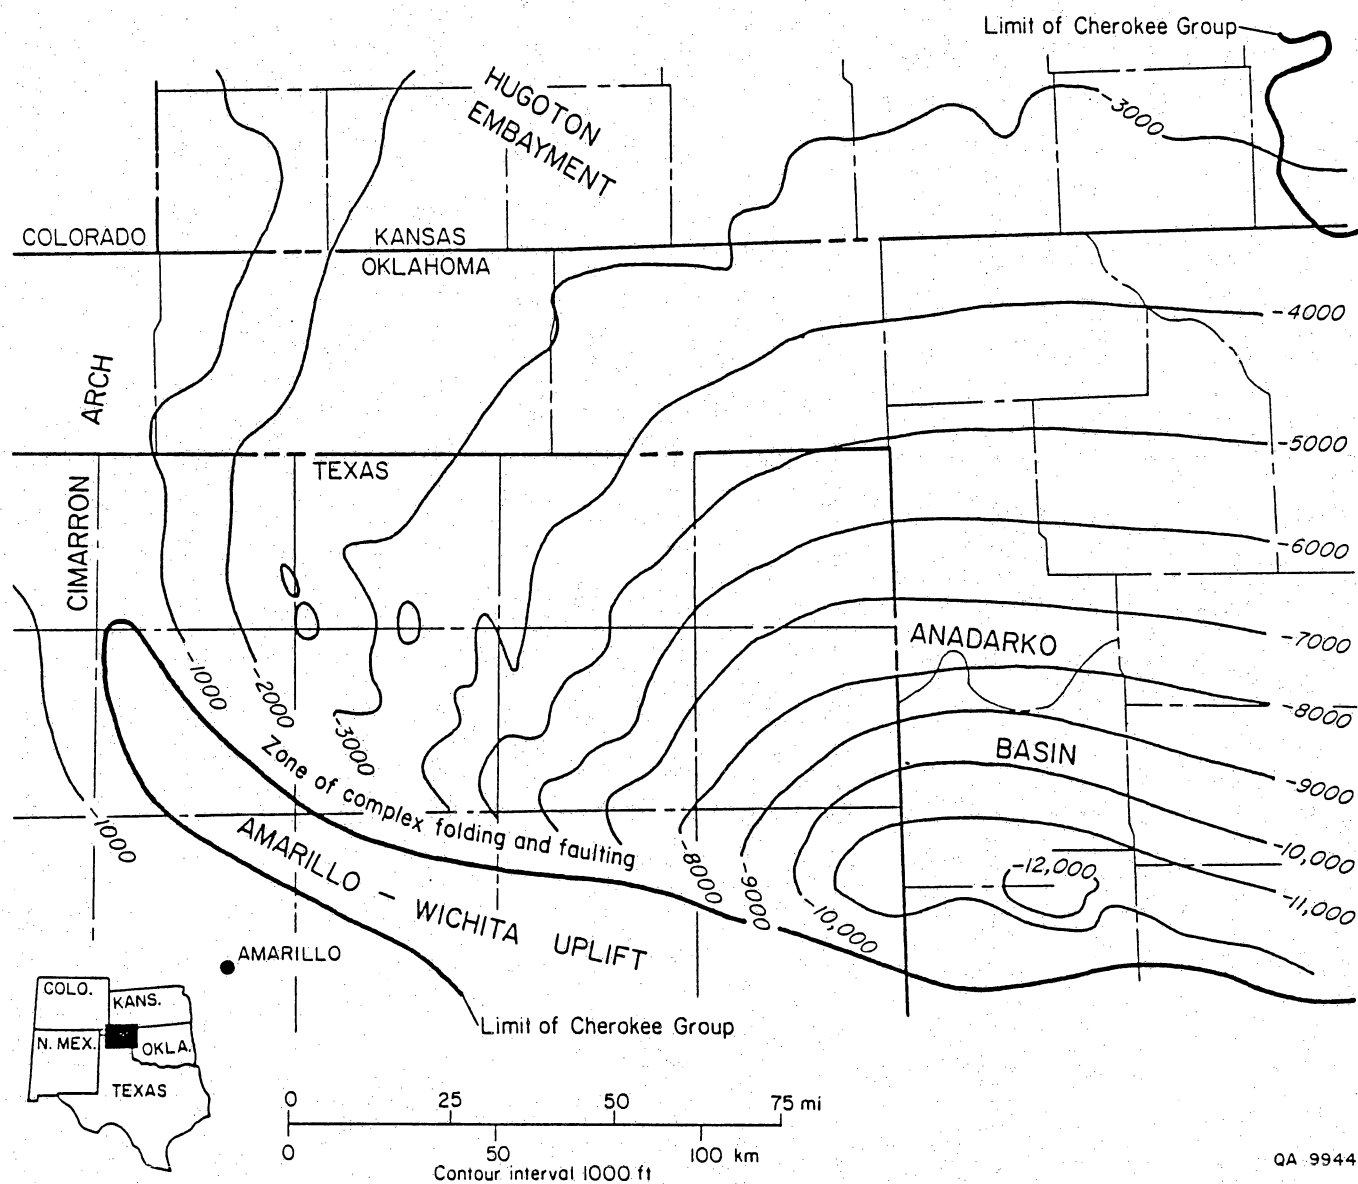 Limit of Cherokee Group
HUGOTON
EMBAYMENT
-3000
COLORADO
KANSAS
OKLAHOMA
-4000
ARCH
-5000
TEXAS
CIMARRON
-6000
-7000
ANADARKO
-1000
-2000
-3000
-8000
BASIN
Zone of complex folding and faulting
-9000
-1000
AMARILLO - WICHITA UPLIFT
-8000
-9000
-10,000
-12,000
-10,000
-11,000
AMARILLO
COLO.
KANS.
N. MEX.
OKLA.
TEXAS
Limit of Cherokee Group
0 25 50 75 mi
0 50 100 km
Contour interval 1000 ft
QA 9944